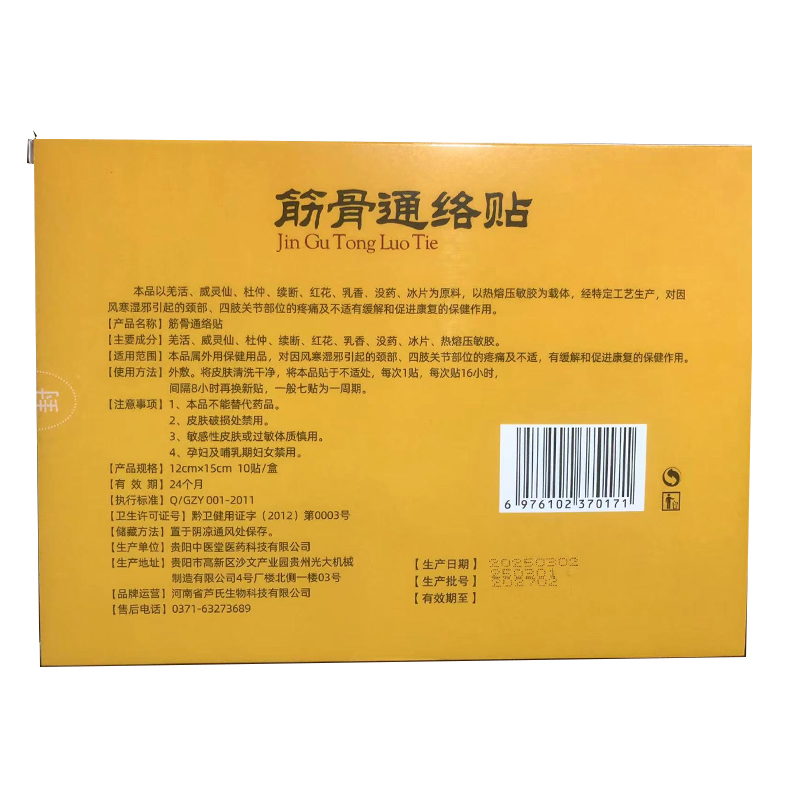 筋骨通络贴
Jin Gu Tong Luo Tie
本品以羌活、威灵仙、杜仲、续断、红花、乳香、没药、冰片为原料，以热熔压敏胶为载体，经特定工艺生产，对因
风寒湿邪引起的颈部、四肢关节部位的疼痛及不适有缓解和促进康复的保健作用。
【产品名称】筋骨通络贴
【主要成分】羌活、威灵仙、杜仲、续断、红花、乳香、没药、冰片、热熔压敏胶。
【适用范围】本品属外用保健用品，对因风寒湿邪引起的颈部、四肢关节部位的疼痛及不适，有缓解和促进康复的保健作用。
【使用方法】外敷。将皮肤清洗干净，将本品贴于不适处，每次1贴，每次贴16小时，
间隔8小时再换新贴，一般七贴为一周期。
【注意事项】1、本品不能替代药品。
2、皮肤破损处禁用。
3、敏感性皮肤或过敏体质慎用。
4、孕妇及哺乳期妇女禁用。
【产品规格】12cm×15cm 10贴/盒
【有 效 期】24个月
【执行标准】Q/GZY 001-2011
【卫生许可证号】黔卫健用证字（2012）第0003号
【储藏方法】置于阴凉通风处保存。
【生产单位】贵阳中医堂医药科技有限公司
【生产地址】贵阳市高新区沙文产业园贵州光大机械
制造有限公司4号厂楼北侧一楼03号
【品牌运营】河南省芦氏生物科技有限公司
【售后电话】0371-63273689
封
6 976102 370171
【生产日期】20250302
【生产批号】250301
【有效期至】202702